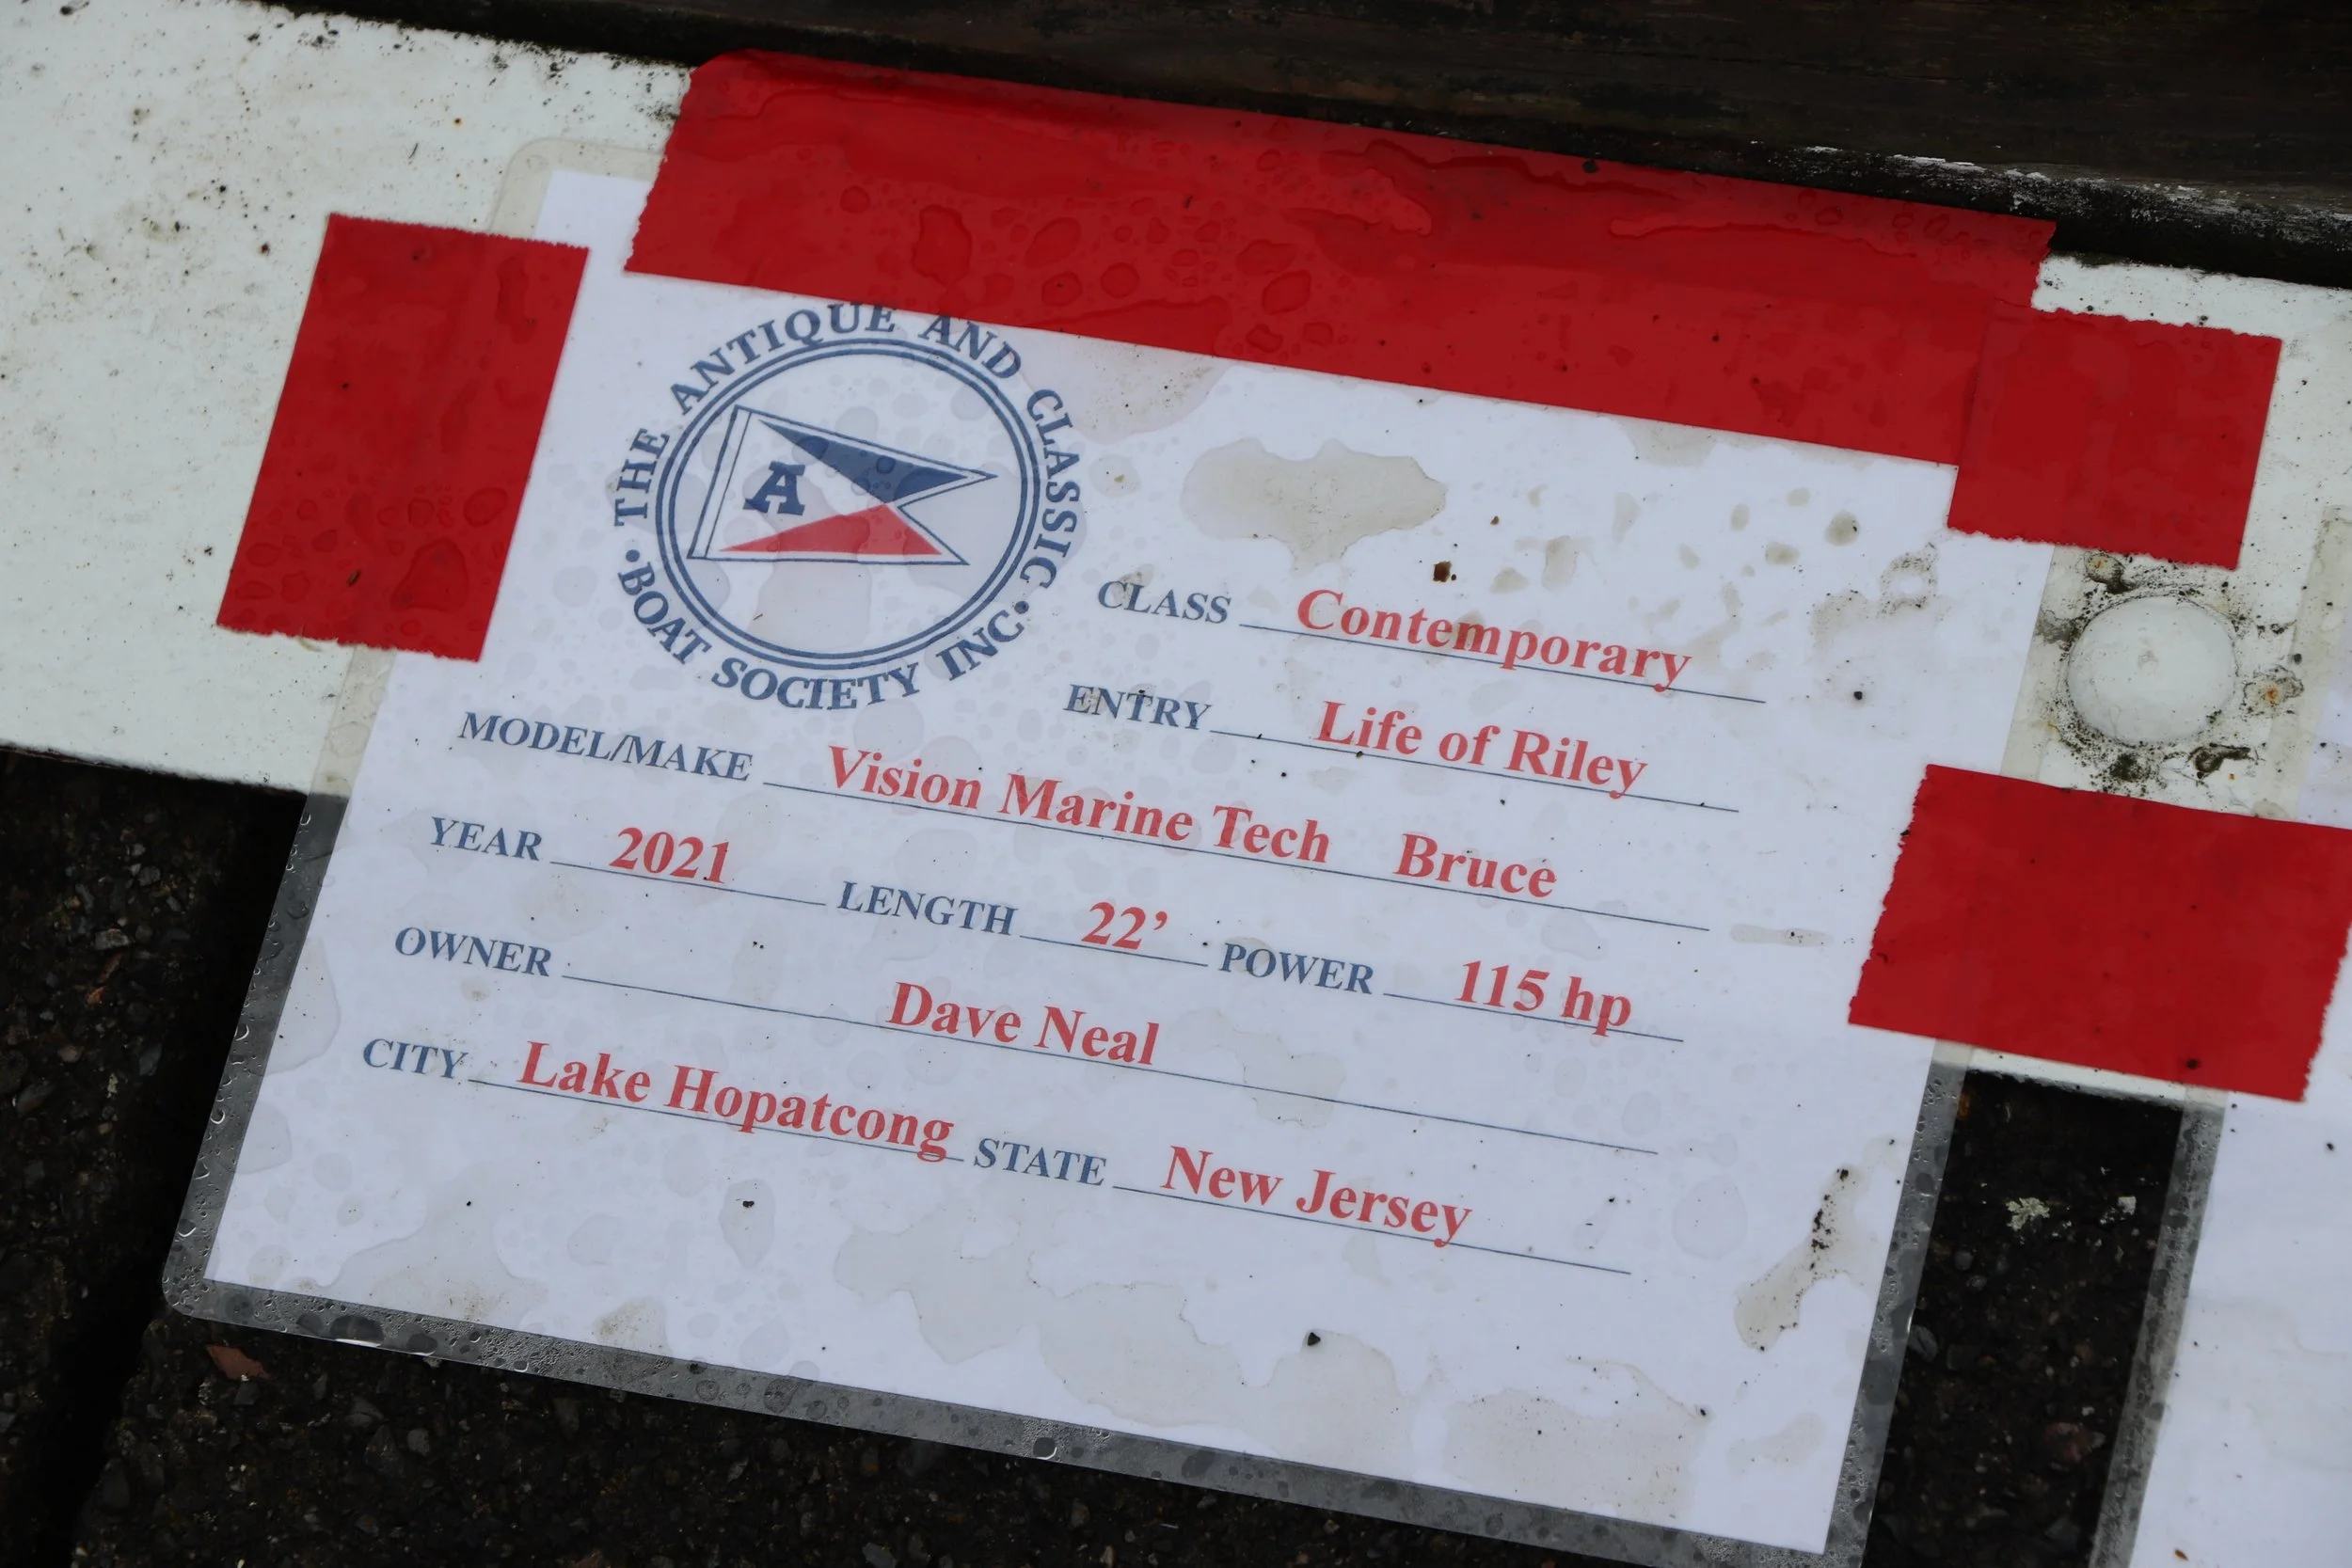 THE ANTIQUE AND CLASSIC
• BOAT SOCIETY INC •
A
CLASS Contemporary
ENTRY Life of Riley
MODEL/MAKE Vision Marine Tech Bruce
YEAR 2021 LENGTH 22’ POWER 115 hp
OWNER Dave Neal
CITY Lake Hopatcong STATE New Jersey